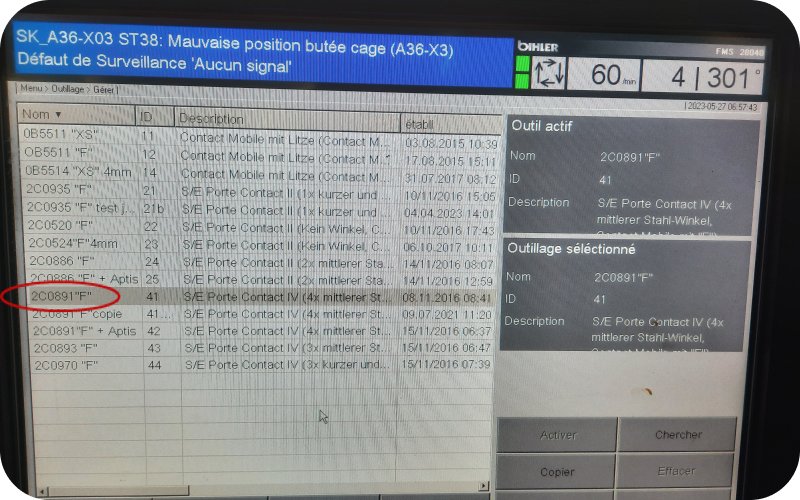 SK_A36-X03 ST38: Mauvaise position butée cage (A36-X3)
Défaut de Surveillance 'Aucun signal'
BIHLER
FMS 28040
60 /min
4 | 301°
Menu > Outillage > Gérer |
| 2023-05-27 06:57:43
Nom ▼ ID Description établi
0B5511 "XS" 11 Contact Mobile mit Litze (Contact M... 03.08.2015 10:39
OB5511 "F" 12 Contact Mobile mit Litze (Contact M... 17.08.2015 15:11
0B5514 "XS" 4mm 14 Contact Mobile mit Litze (Contact M... 31.07.2017 08:12
2C0935 "F" 21 S/E Porte Contact II (1x kurzer und ... 10/11/2016 15:05
2C0935 "F" test j... 21b S/E Porte Contact II (1x kurzer und ... 04.04.2023 14:01
2C0520 "F" 22 S/E Porte Contact II (Kein Winkel, C... 10/11/2016 17:43
2C0524"F"4mm 23 S/E Porte Contact II (Kein Winkel, C... 06.10.2017 10:11
2C0886 "F" 24 S/E Porte Contact II (2x mittlerer Sta... 14/11/2016 08:07
2C0886 "F" + Aptis 25 S/E Porte Contact II (2x mittlerer Sta... 14/11/2016 12:59
2C0891"F" 41 S/E Porte Contact IV (4x mittlerer St... 08.11.2016 08:41
2C0891"F"copie 41... S/E Porte Contact IV (4x mittlerer St... 09.07.2021 11:20
2C0891"F" + Aptis 42 S/E Porte Contact IV (4x mittlerer St... 15/11/2016 06:37
2C0893 "F" 43 S/E Porte Contact IV (3x mittlerer St... 15/11/2016 06:47
2C0970 "F" 44 S/E Porte Contact IV (3x kurzer und... 15/11/2016 07:39
Outil actif
Nom 2C0891"F"
ID 41
Description S/E Porte Contact IV (4x
mittlerer Stahl-Winkel,
Contact Mobile mit "F")
Outillage séléctionné
Nom 2C0891"F"
ID 41
Description S/E Porte Contact IV (4x
mittlerer Stahl-Winkel,
Contact Mobile mit "F")
Activer Chercher
Copier Effacer